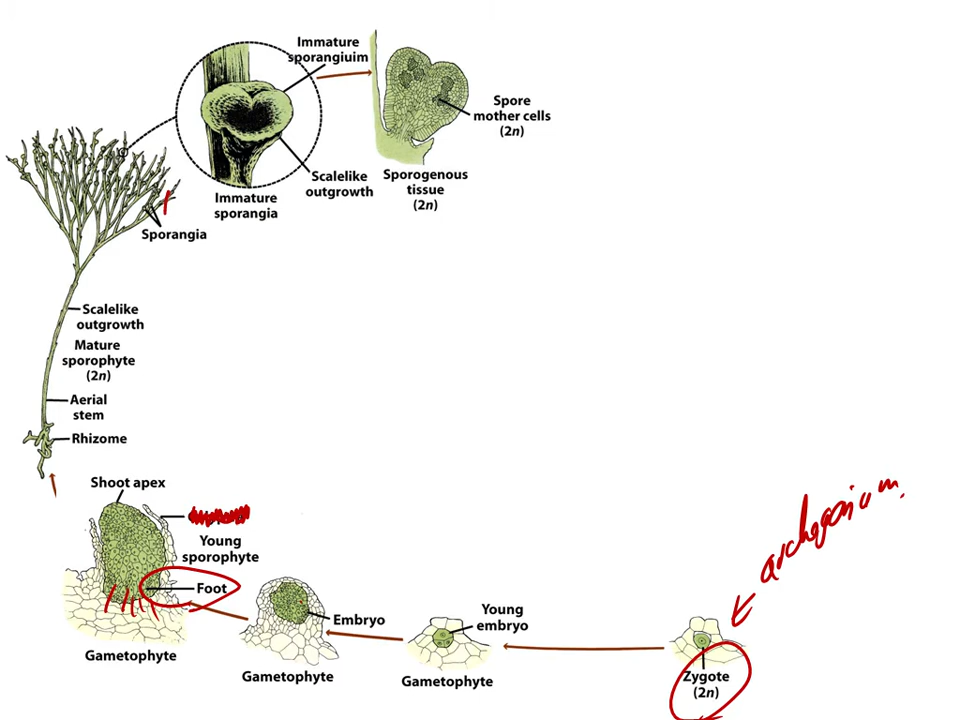 Immature
sporangiuim
Spore
mother cells
(2n)
Scalelike
outgrowth
Sporogenous
tissue
(2n)
Immature
sporangia
Sporangia
Scalelike
outgrowth
Mature
sporophyte
(2n)
Aerial
stem
Rhizome
Shoot apex
Young
sporophyte
Foot
Gametophyte
Embryo
Gametophyte
Young
embryo
Gametophyte
archegonium
Zygote
(2n)